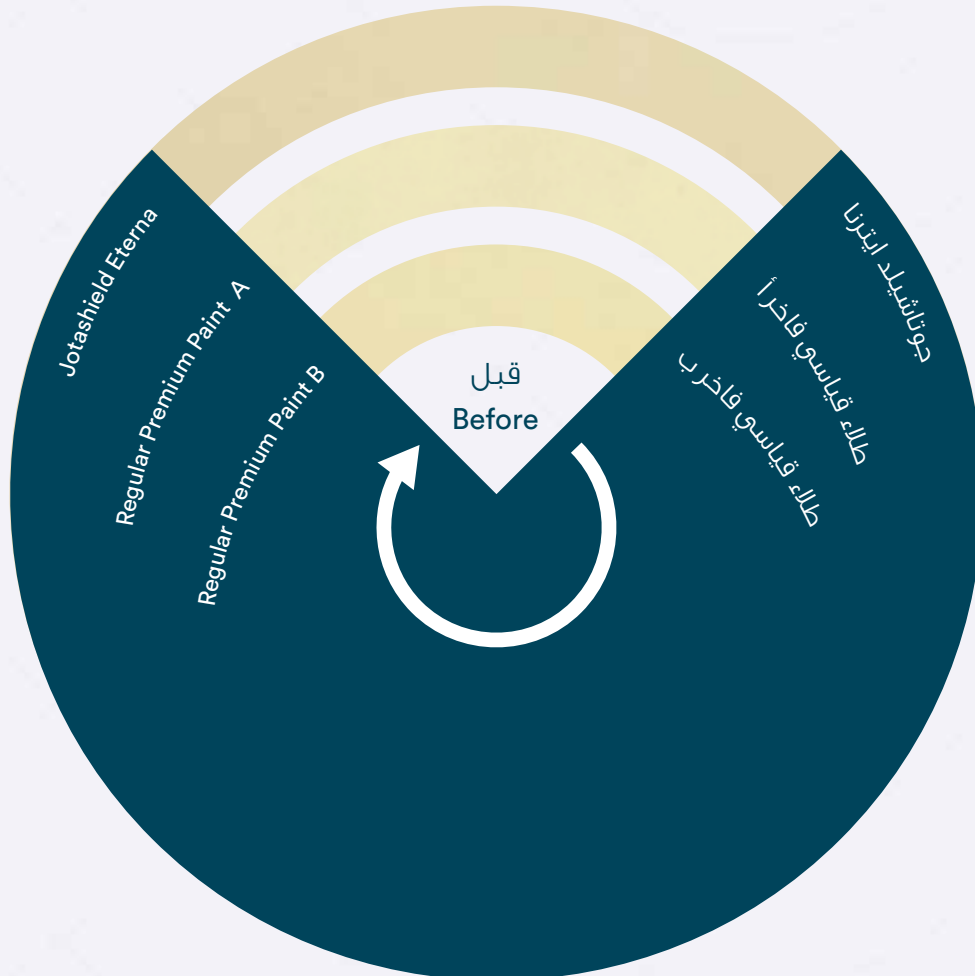 قبل
Before
Jotashield Eterna
Regular Premium Paint A
Regular Premium Paint B
جوتاشيلد ايترنا
طلاء قياسي فاخر أ
طلاء قياسي فاخر ب